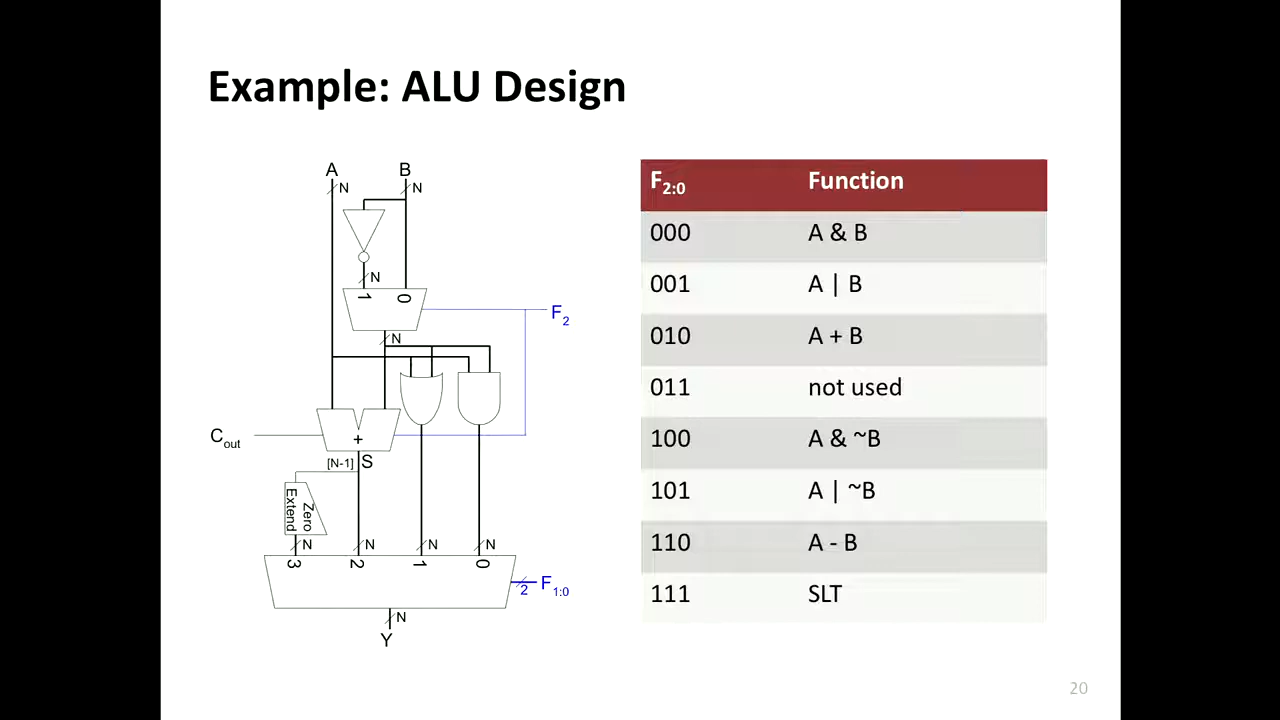 Example: ALU Design
A B
N N
N
1 0
F2
N
Cout
+
[N-1] S
Zero Extend
N N N N
3 2 1 0
2 F1:0
N
Y
F2:0 Function
000 A & B
001 A | B
010 A + B
011 not used
100 A & ~B
101 A | ~B
110 A - B
111 SLT
20